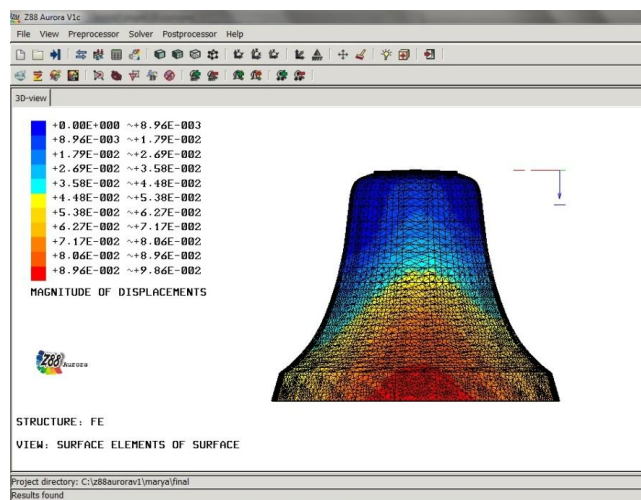 Z88 Aurora V1c
File View Preprocessor Solver Postprocessor Help
3D-view
+0.00E+000 ~+8.96E-003
+8.96E-003 ~+1.79E-002
+1.79E-002 ~+2.69E-002
+2.69E-002 ~+3.58E-002
+3.58E-002 ~+4.48E-002
+4.48E-002 ~+5.38E-002
+5.38E-002 ~+6.27E-002
+6.27E-002 ~+7.17E-002
+7.17E-002 ~+8.06E-002
+8.06E-002 ~+8.96E-002
+8.96E-002 ~+9.86E-002
MAGNITUDE OF DISPLACEMENTS
Z88 Aurora
STRUCTURE: FE
VIEW: SURFACE ELEMENTS OF SURFACE
Project directory: C:\z88aurorav1\marya\final
Results found